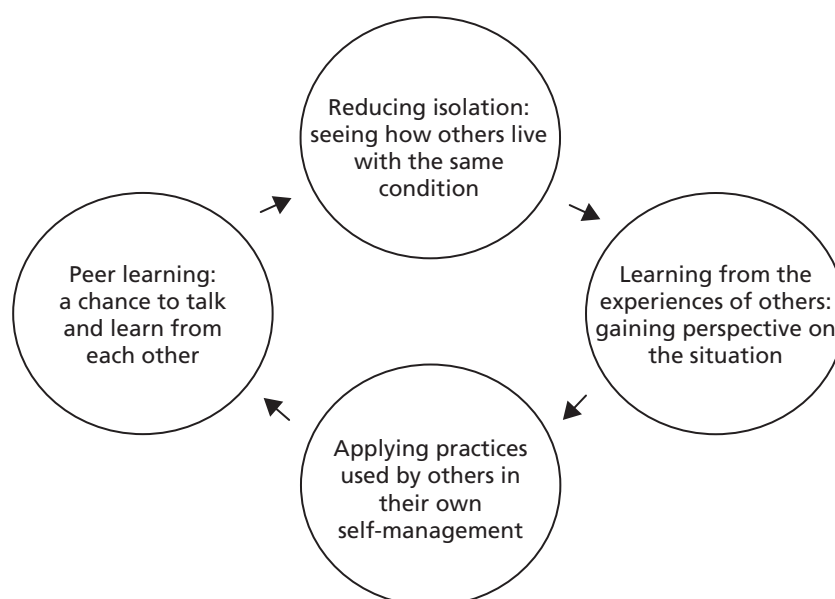 Reducing isolation:
seeing how others live
with the same
condition
Learning from the
experiences of others:
gaining perspective on
the situation
Applying practices
used by others in
their own
self-management
Peer learning:
a chance to talk
and learn from
each other